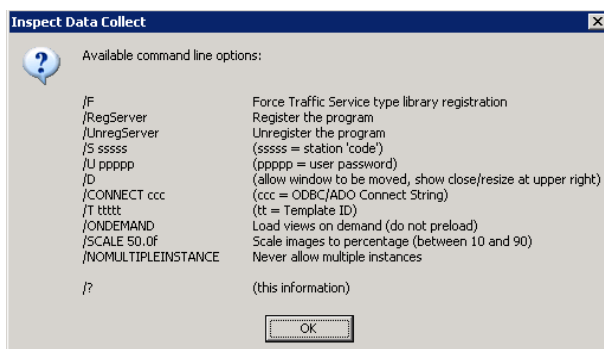 Inspect Data Collect
Available command line options:
/F Force Traffic Service type library registration
/RegServer Register the program
/UnregServer Unregister the program
/S sssss (sssss = station 'code')
/U ppppp (ppppp = user password)
/D (allow window to be moved, show close/resize at upper right)
/CONNECT ccc (ccc = ODBC/ADO Connect String)
/T ttttt (tt = Template ID)
/ONDEMAND Load views on demand (do not preload)
/SCALE 50.0f Scale images to percentage (between 10 and 90)
/NOMULTIPLEINSTANCE Never allow multiple instances
/? (this information)
OK